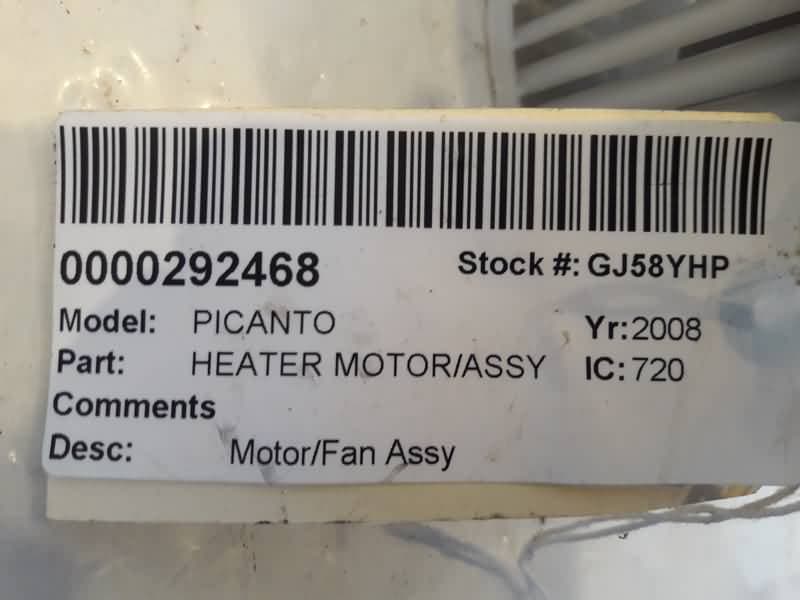 0000292468 Stock #: GJ58YHP
Model: PICANTO Yr: 2008
Part: HEATER MOTOR/ASSY IC: 720
Comments
Desc: Motor/Fan Assy